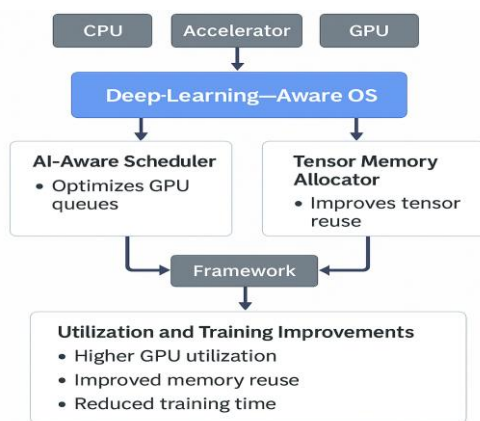 CPU
Accelerator
GPU
Deep-Learning—Aware OS
AI-Aware Scheduler
• Optimizes GPU
queues
Tensor Memory
Allocator
• Improves tensor
reuse
Framework
Utilization and Training Improvements
• Higher GPU utilization
• Improved memory reuse
• Reduced training time